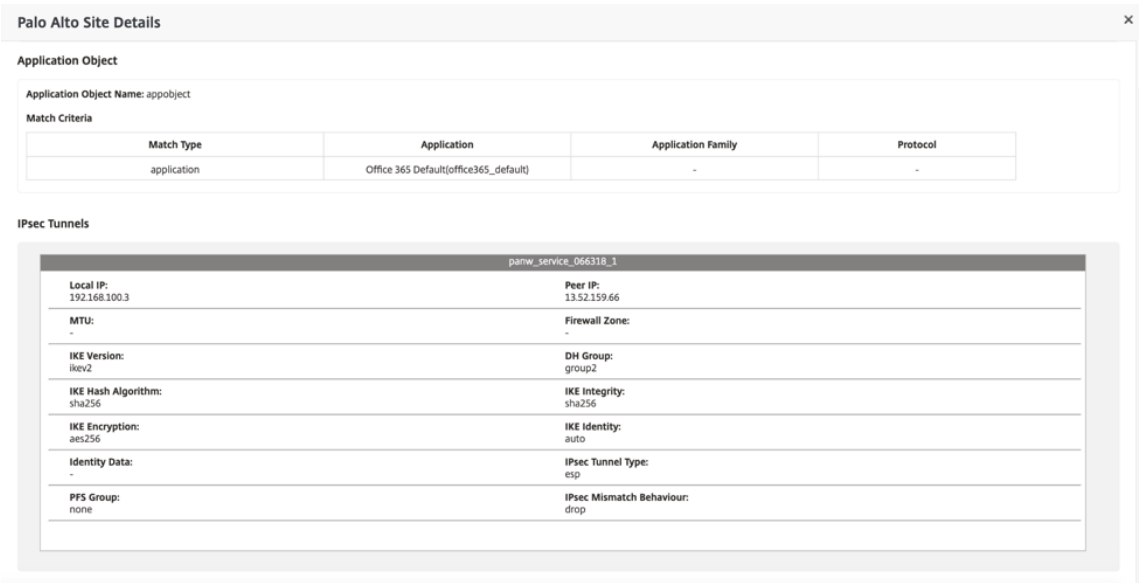 Palo Alto Site Details
×
Application Object
Application Object Name: appobject
Match Criteria
Match Type Application Application Family Protocol
application Office 365 Default(office365_default) - -
IPsec Tunnels
panw_service_066318_1
Local IP: Peer IP:
192.168.100.3 13.52.159.66
MTU: Firewall Zone:
- -
IKE Version: DH Group:
ikev2 group2
IKE Hash Algorithm: IKE Integrity:
sha256 sha256
IKE Encryption: IKE Identity:
aes256 auto
Identity Data: IPsec Tunnel Type:
- esp
PFS Group: IPsec Mismatch Behaviour:
none drop